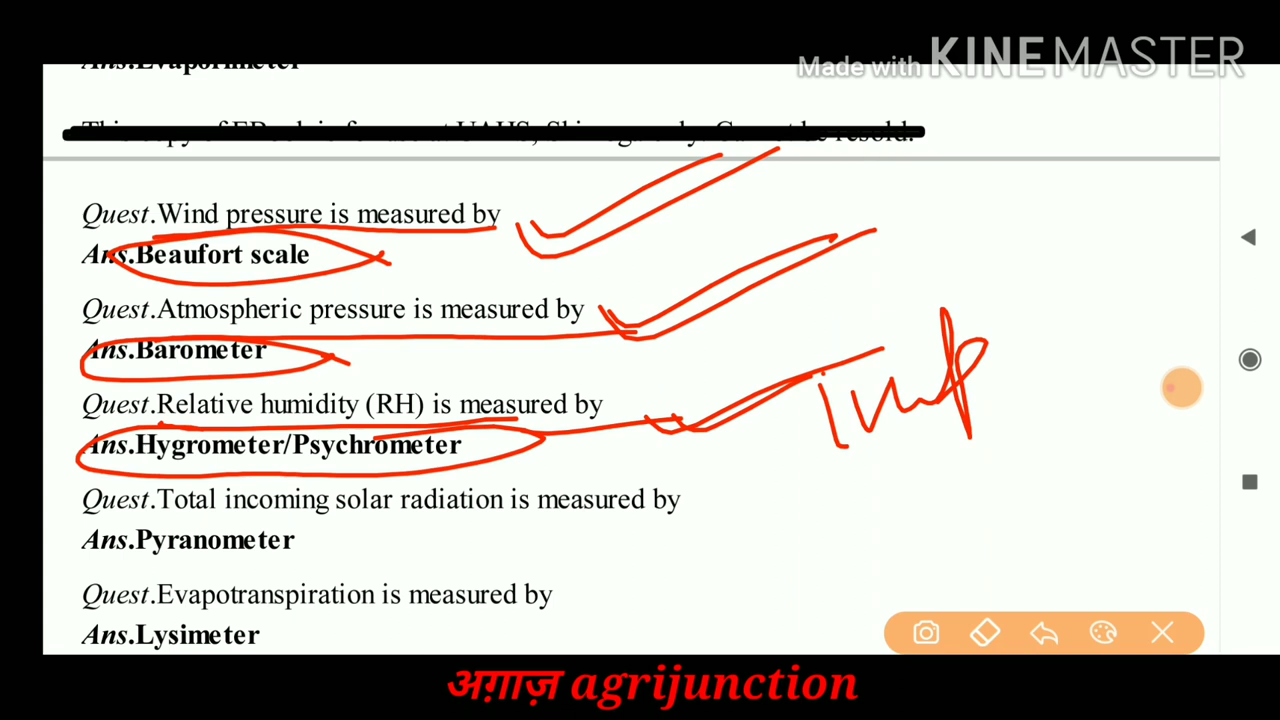 Ans.Evaporimeter
Made with KINEMASTER
Quest.Wind pressure is measured by
Ans.Beaufort scale
Quest.Atmospheric pressure is measured by
Ans.Barometer
Quest.Relative humidity (RH) is measured by
Ans.Hygrometer/Psychrometer
Quest.Total incoming solar radiation is measured by
Ans.Pyranometer
Quest.Evapotranspiration is measured by
Ans.Lysimeter
अग़ाज़ agrijunction